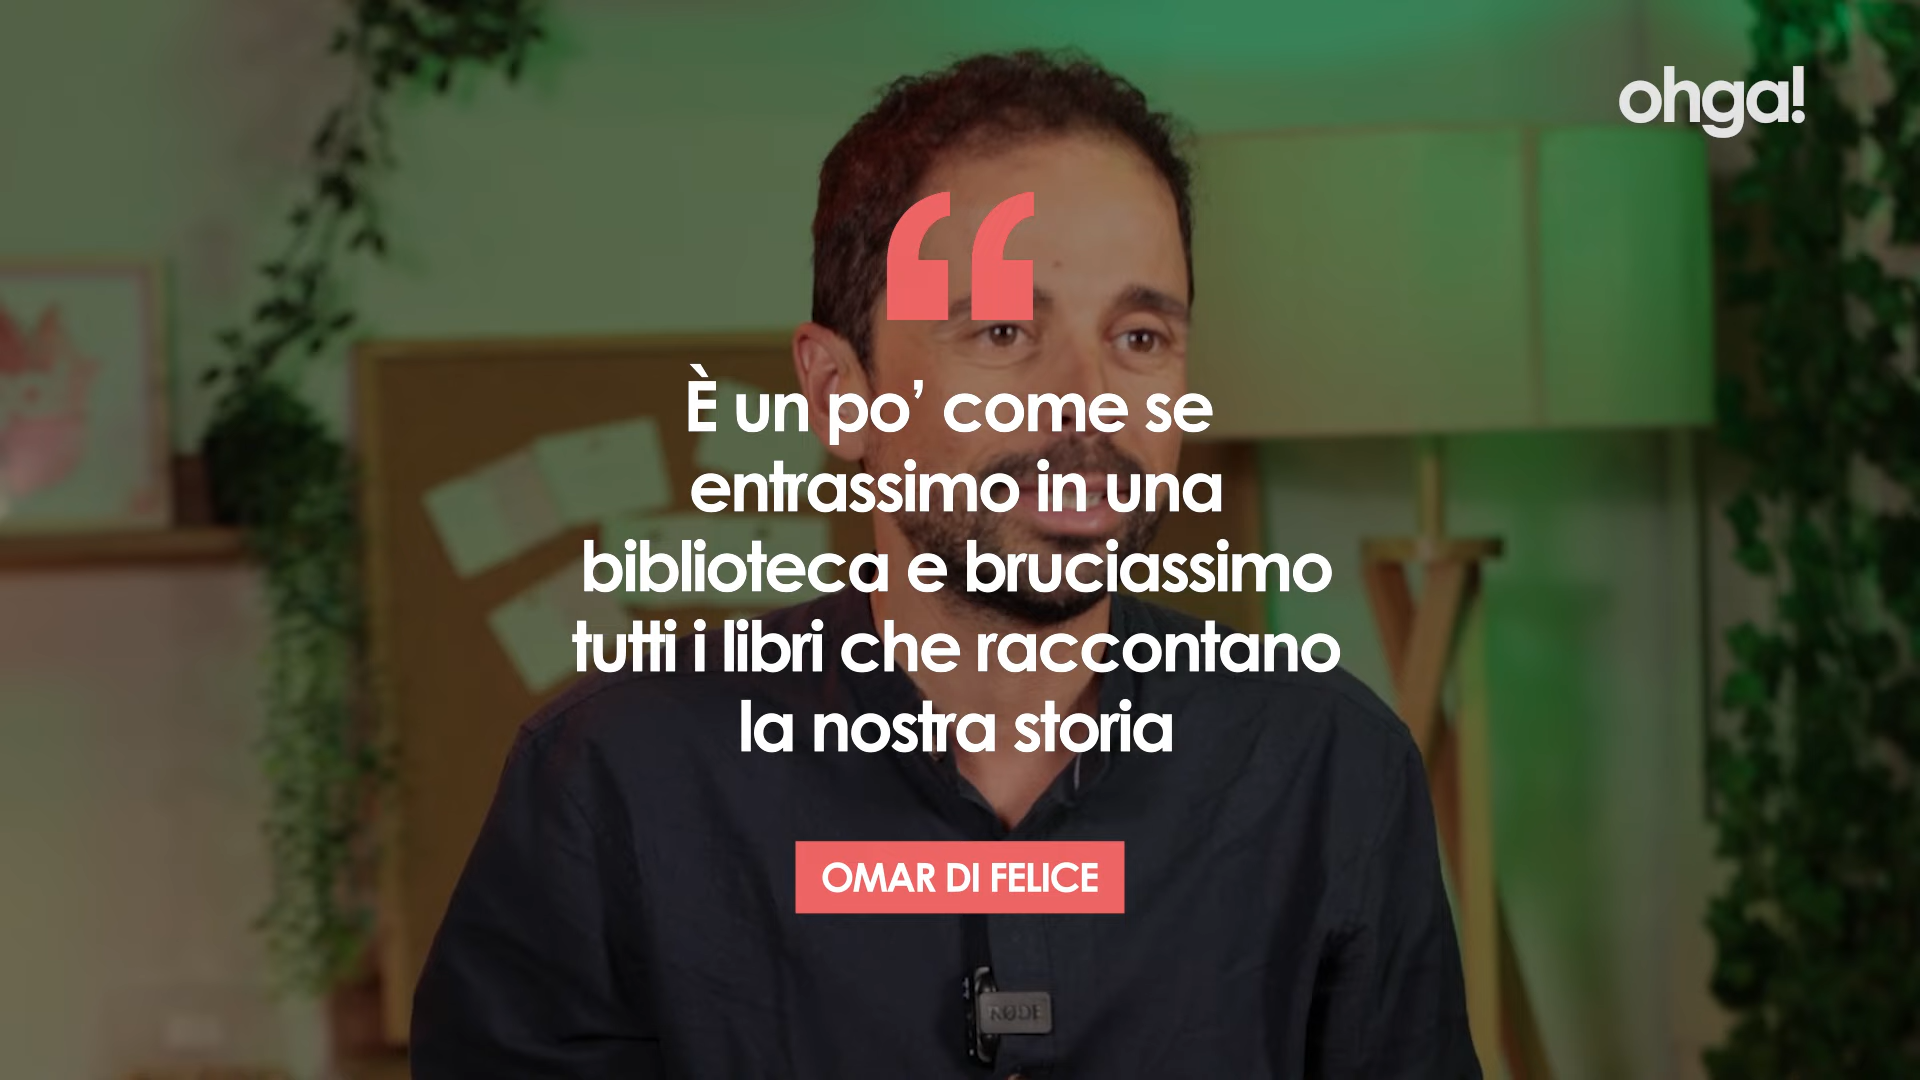 ohga!
È un po’ come se
entrassimo in una
biblioteca e bruciassimo
tutti i libri che raccontano
la nostra storia
OMAR DI FELICE
RØDE